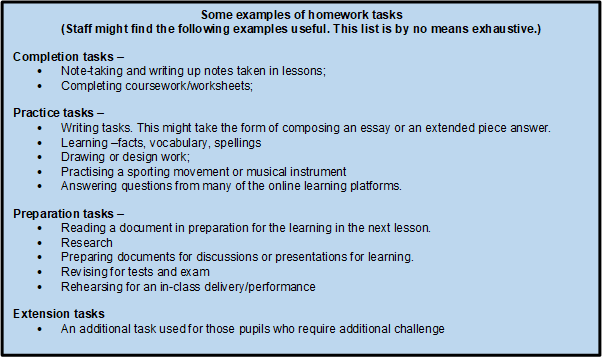 Some examples of homework tasks
(Staff might find the following examples useful. This list is by no means exhaustive.)
Completion tasks –
• Note-taking and writing up notes taken in lessons;
• Completing coursework/worksheets;
Practice tasks –
• Writing tasks. This might take the form of composing an essay or an extended piece answer.
• Learning –facts, vocabulary, spellings
• Drawing or design work;
• Practising a sporting movement or musical instrument
• Answering questions from many of the online learning platforms.
Preparation tasks –
• Reading a document in preparation for the learning in the next lesson.
• Research
• Preparing documents for discussions or presentations for learning.
• Revising for tests and exam
• Rehearsing for an in-class delivery/performance
Extension tasks
• An additional task used for those pupils who require additional challenge